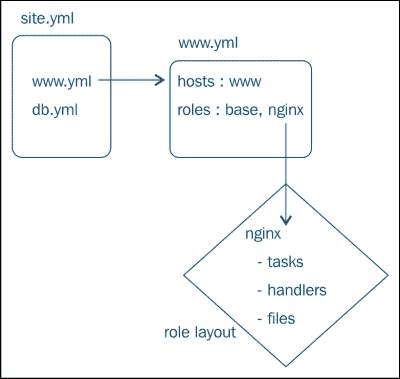 site.yml
www.yml
db.yml
www.yml
hosts : www
roles : base, nginx
nginx
- tasks
- handlers
- files
role layout